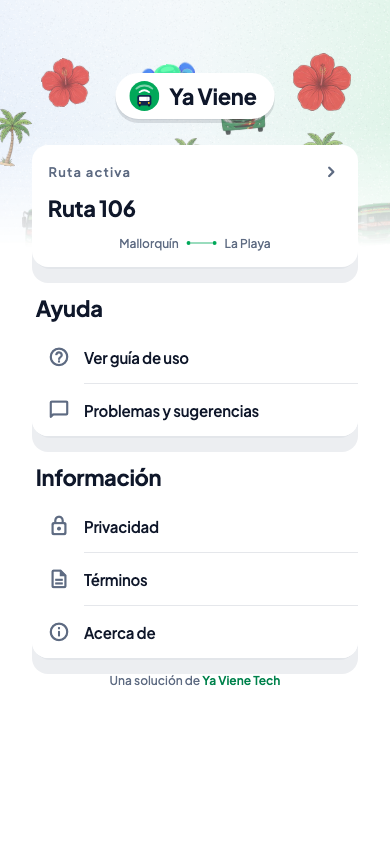 Ya Viene
Ruta activa
Ruta 106
Mallorquín La Playa
Ayuda
Ver guía de uso
Problemas y sugerencias
Información
Privacidad
Términos
Acerca de
Una solución de Ya Viene Tech